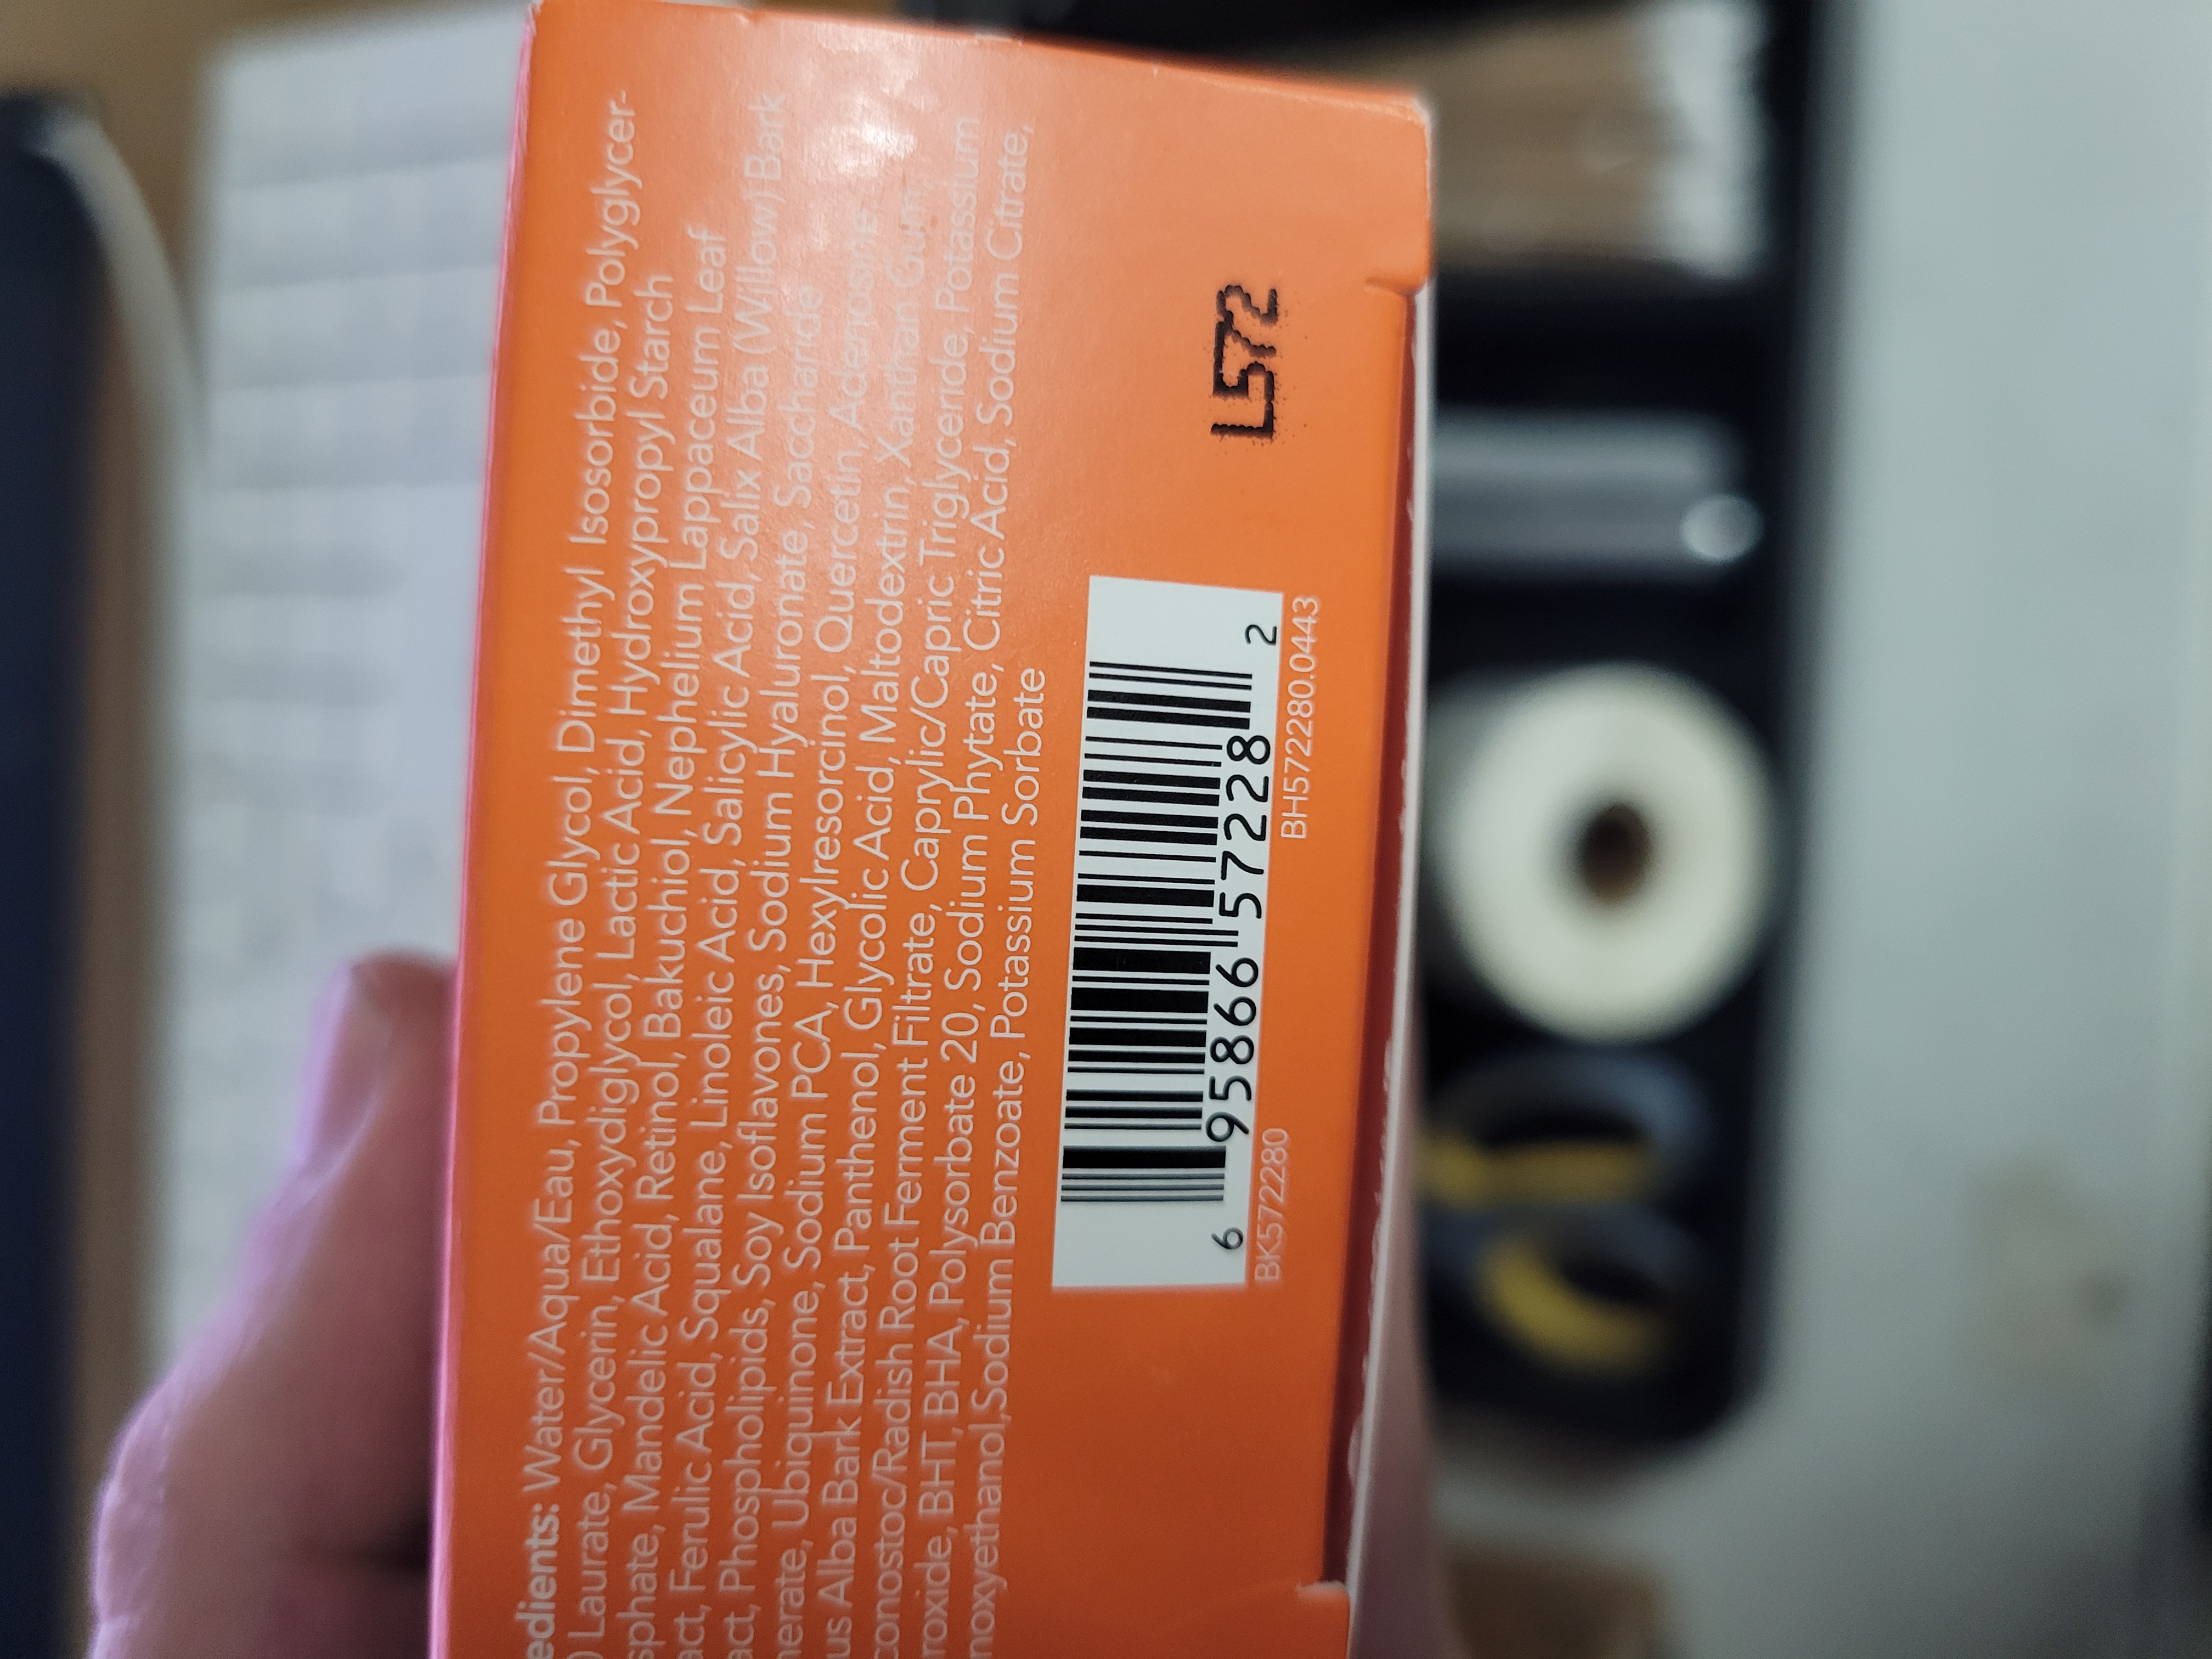 edients: Water/Aqua/Eau, Propylene Glycol, Dimethyl Isosorbide, Polyglycer-
0 Laurate, Glycerin, Ethoxydiglycol, Lactic Acid, Hydroxypropyl Starch
sphate, Mandelic Acid, Retinol, Bakuchiol, Nephelium Lappaceum Leaf
act, Ferulic Acid, Squalane, Linoleic Acid, Salicylic Acid, Salix Alba (Willow) Bark
act, Phospholipids, Soy Isoflavones, Sodium Hyaluronate, Saccharide
merate, Ubiquinone, Sodium PCA, Hexylresorcinol, Quercetin, Adenosine,
us Alba Bark Extract, Panthenol, Glycolic Acid, Maltodextrin, Xanthan Gum,
conostoc/Radish Root Ferment Filtrate, Caprylic/Capric Triglyceride, Potassium
roxide, BHT, BHA, Polysorbate 20, Sodium Phytate, Citric Acid, Sodium Citrate,
noxyethanol,Sodium Benzoate, Potassium Sorbate
6 95866 57228 2
BK572280 BH572280.0443
L572